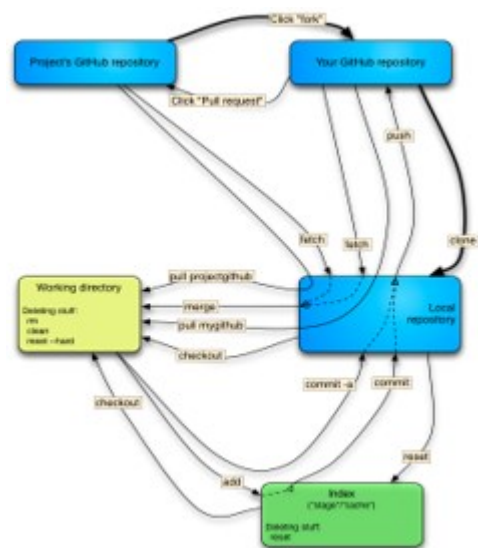 Click "fork"
Project's GitHub repository
Your GitHub repository
Click "Pull request"
push
fetch
fetch
clone
pull projectgithub
Working directory
merge
Deleting stuff:
rm
clean
reset --hard
pull mygithub
checkout
Local
repository
commit -a
commit
checkout
reset
add
Index
("stage"/"cache")
Deleting stuff:
reset